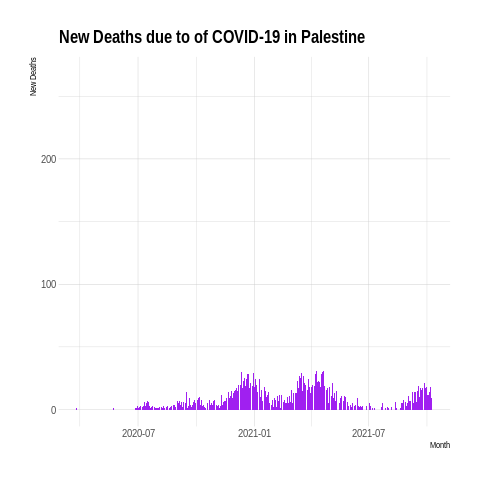 New Deaths due to of COVID-19 in Palestine
New Deaths
200
100
0
2020-07 2021-01 2021-07
Month